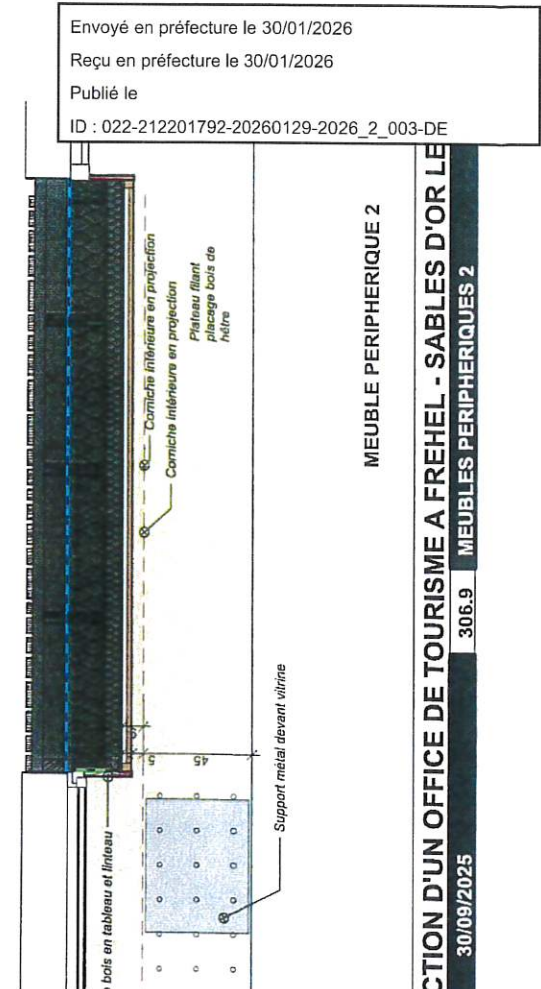 Envoyé en préfecture le 30/01/2026
Reçu en préfecture le 30/01/2026
Publié le
ID : 022-212201792-20260129-2026_2_003-DE
Corniche intérieure en projection
Corniche intérieure en projection
Plateau filant
placage bois de
hêtre
MEUBLE PERIPHERIQUE 2
bois en tableau et linteau
5
45
Support métal devant vitrine
CTION D'UN OFFICE DE TOURISME A FREHEL - SABLES D'OR LE
30/09/2025
306.9
MEUBLES PERIPHERIQUES 2